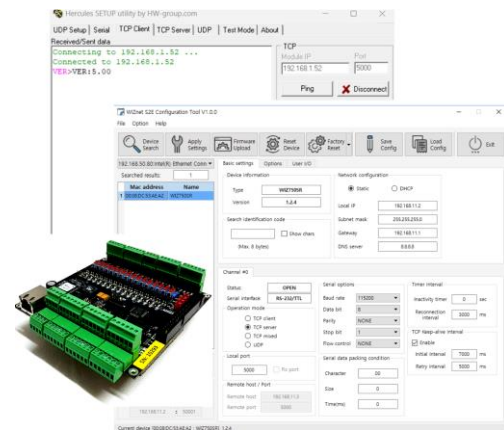 Hercules SETUP utility by HW-group.com
UDP Setup | Serial | TCP Client | TCP Server | UDP | Test Mode | About
Received/Sent data
Connecting to 192.168.1.52 ...
Connected to 192.168.1.52
VER>VER:5.00
TCP
Module IP
Port
192.168.1.52
5000
Ping
Disconnect
WIZnet S2E Configuration Tool V1.0.0
File Option Help
Device Search
Apply Settings
Firmware Upload
Reset Device
Factory Reset
Save Config
Load Config
Exit
Searched results: 1
Mac address Name
Basic settings Options User I/O
Device information
Type WIZ750SR
Version 1.2.4
Network configuration
Static DHCP
Local IP 192.168.11.2
Subnet mask 255.255.255.0
Gateway 192.168.11.1
DNS server 8.8.8.8
Search identification code
Show chars
(Max. 8 bytes)
Channel #0
Status OPEN
Serial interface RS-232/TTL
Operation mode
TCP client
TCP server
TCP mixed
UDP
Local port
5000 Fix port
Remote host / Port
Remote host 192.168.11.3
Remote port 5000
Serial options
Baud rate 115200
Data bit 8
Parity NONE
Stop bit 1
Flow control NONE
Serial data packing condition
Character 00
Size 0
Time(ms) 0
Timer interval
Inactivity timer 0 sec
Reconnection interval 3000 ms
TCP Keep-alive interval
Enable
Initial interval 7000 ms
Retry interval 5000 ms